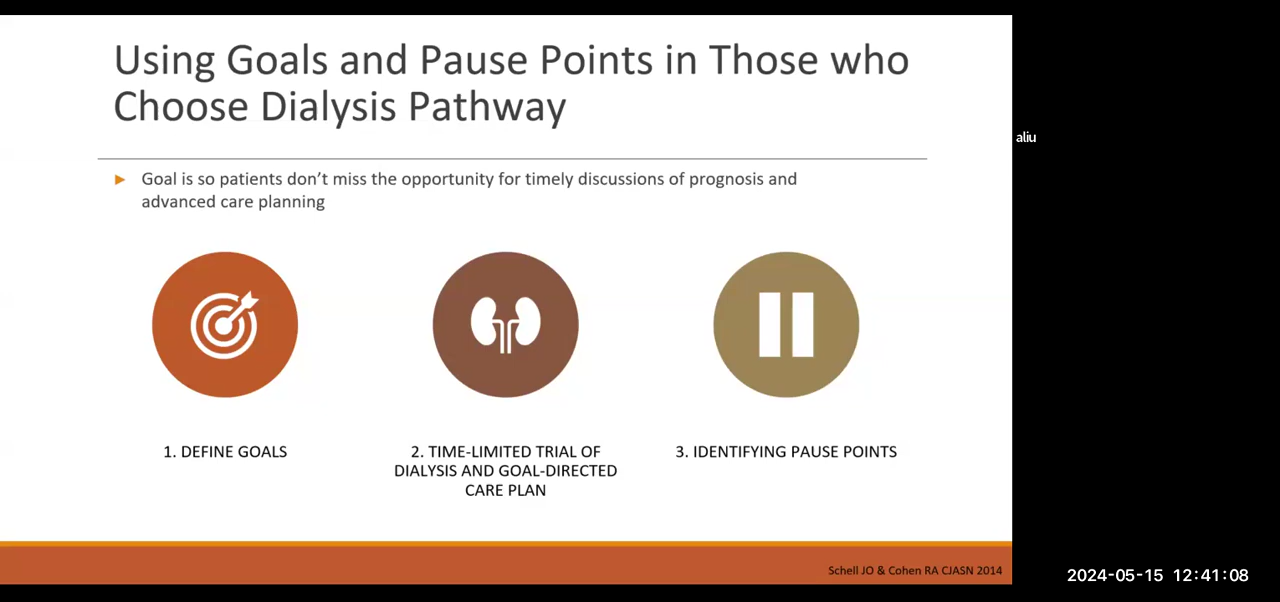 Using Goals and Pause Points in Those who
Choose Dialysis Pathway
Goal is so patients don't miss the opportunity for timely discussions of prognosis and
advanced care planning
1. DEFINE GOALS
2. TIME-LIMITED TRIAL OF
DIALYSIS AND GOAL-DIRECTED
CARE PLAN
3. IDENTIFYING PAUSE POINTS
Schell JO & Cohen RA CJASN 2014
aliu
2024-05-15 12:41:08